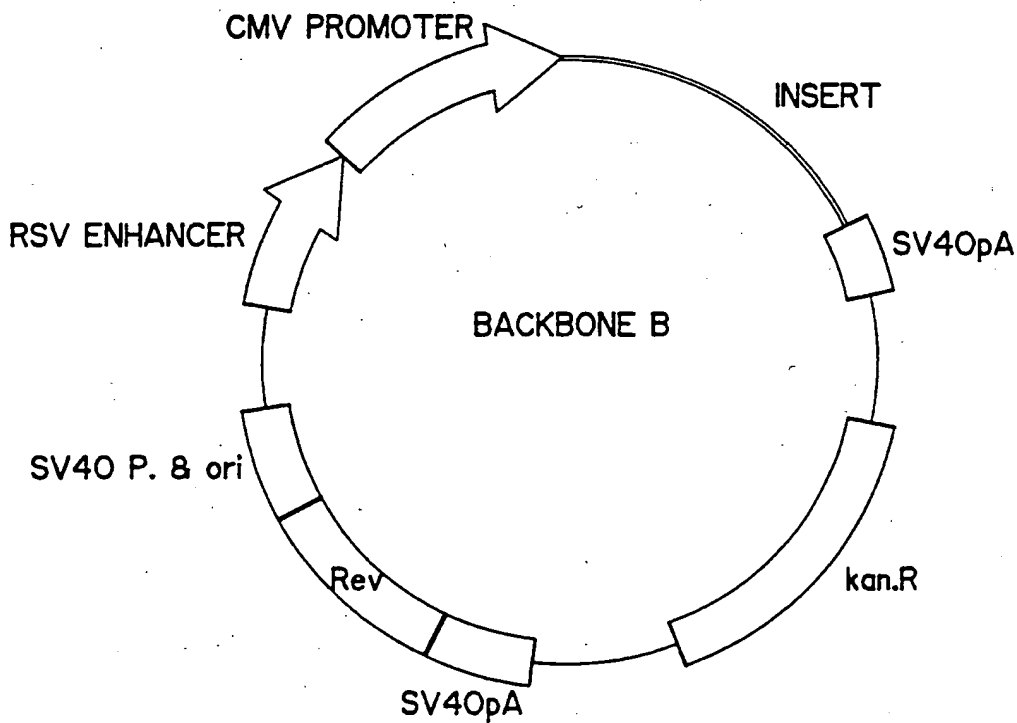 CMV PROMOTER
INSERT
RSV ENHANCER
SV40pA
BACKBONE B
SV40 P. & ori
Rev
kan.R
SV40pA